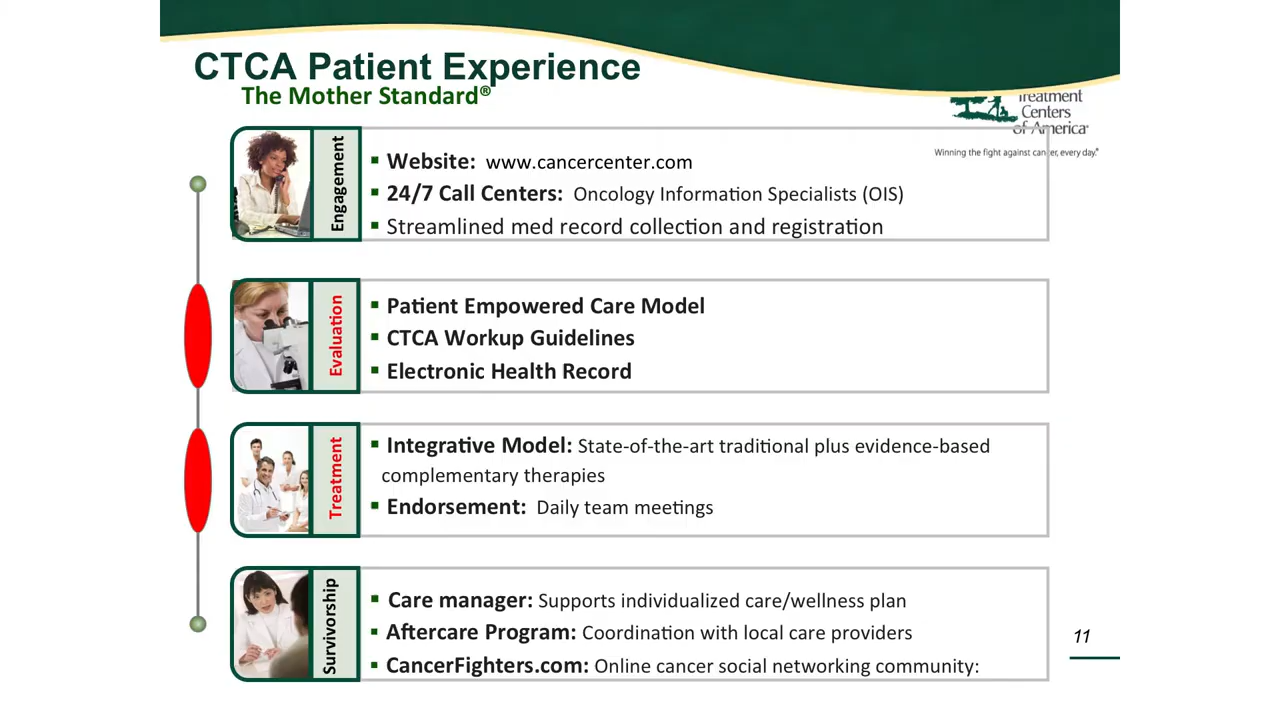 CTCA Patient Experience
The Mother Standard®
Treatment
Centers
of America®
Winning the fight against cancer, every day.®
Engagement
▪ Website: www.cancercenter.com
▪ 24/7 Call Centers: Oncology Information Specialists (OIS)
▪ Streamlined med record collection and registration
Evaluation
▪ Patient Empowered Care Model
▪ CTCA Workup Guidelines
▪ Electronic Health Record
Treatment
▪ Integrative Model: State-of-the-art traditional plus evidence-based
complementary therapies
▪ Endorsement: Daily team meetings
Survivorship
▪ Care manager: Supports individualized care/wellness plan
▪ Aftercare Program: Coordination with local care providers
▪ CancerFighters.com: Online cancer social networking community:
11